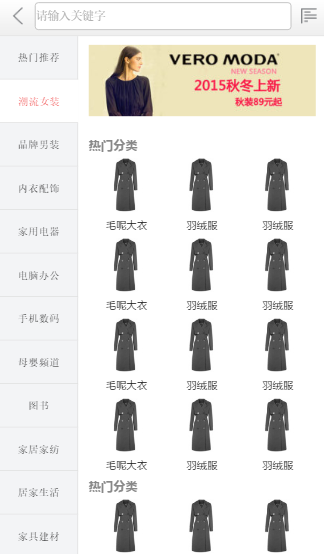 请输入关键字
热门推荐
潮流女装
品牌男装
内衣配饰
家用电器
电脑办公
手机数码
母婴频道
图书
家居家纺
居家生活
家具建材
VERO MODA
NEW SEASON
2015秋冬上新
秋装89元起
热门分类
毛呢大衣 羽绒服 羽绒服
毛呢大衣 羽绒服 羽绒服
毛呢大衣 羽绒服 羽绒服
毛呢大衣 羽绒服 羽绒服
热门分类